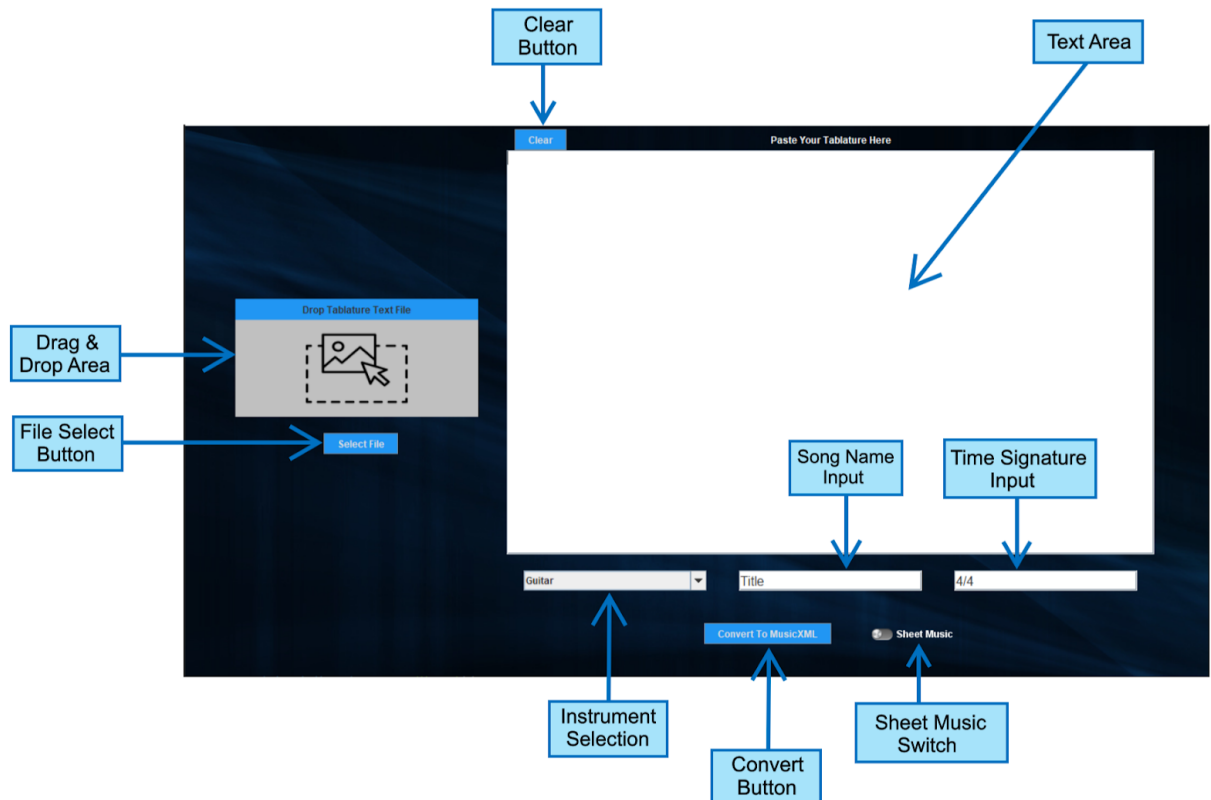 Clear
Button
Text Area
Clear
Paste Your Tablature Here
Drop Tablature Text File
Drag &
Drop Area
File Select
Button
Select File
Song Name
Input
Time Signature
Input
Guitar
Title
4/4
Convert To MusicXML
Sheet Music
Instrument
Selection
Sheet Music
Switch
Convert
Button